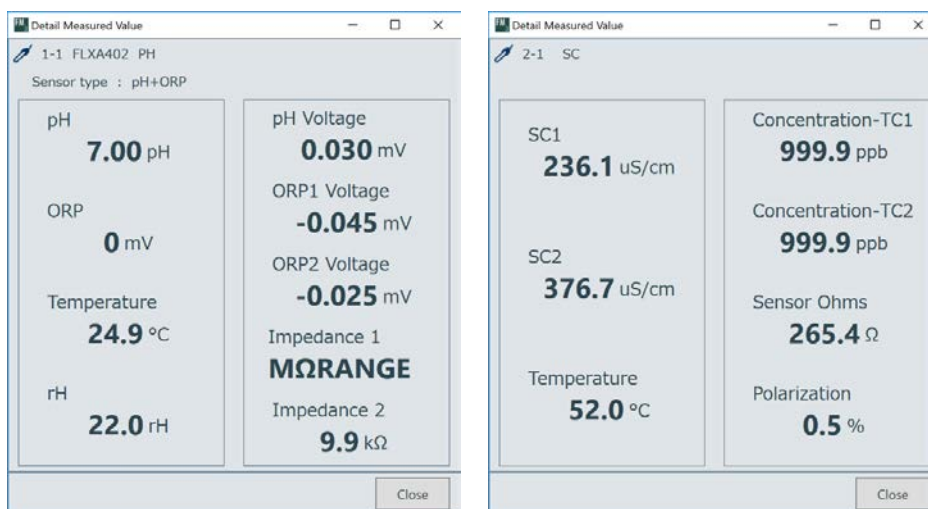 Detail Measured Value
1-1 FLXA402 PH
Sensor type : pH+ORP
pH
7.00 pH
ORP
0 mV
Temperature
24.9 °C
rH
22.0 rH
pH Voltage
0.030 mV
ORP1 Voltage
-0.045 mV
ORP2 Voltage
-0.025 mV
Impedance 1
MΩRANGE
Impedance 2
9.9 kΩ
Close
Detail Measured Value
2-1 SC
SC1
236.1 uS/cm
SC2
376.7 uS/cm
Temperature
52.0 °C
Concentration-TC1
999.9 ppb
Concentration-TC2
999.9 ppb
Sensor Ohms
265.4 Ω
Polarization
0.5 %
Close